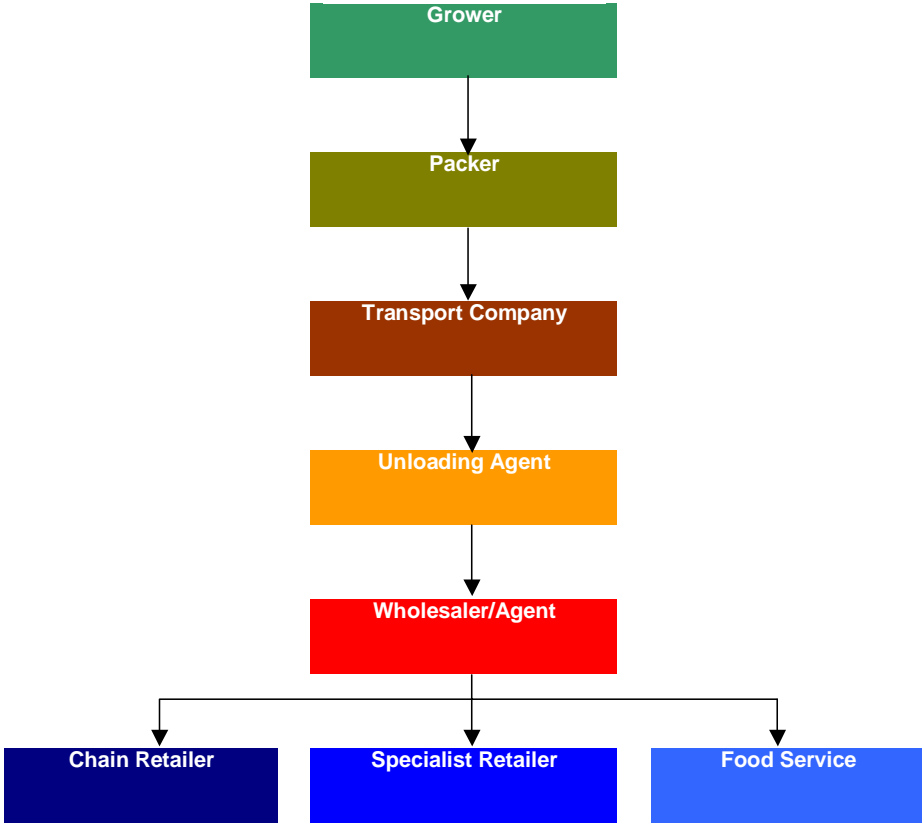 Grower
Packer
Transport Company
Unloading Agent
Wholesaler/Agent
Chain Retailer
Specialist Retailer
Food Service